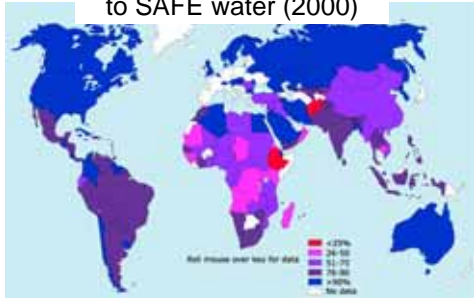 to SAFE water (2000)
Roll mouse over key for data
<25%
26-50
51-75
76-90
>90%
No data